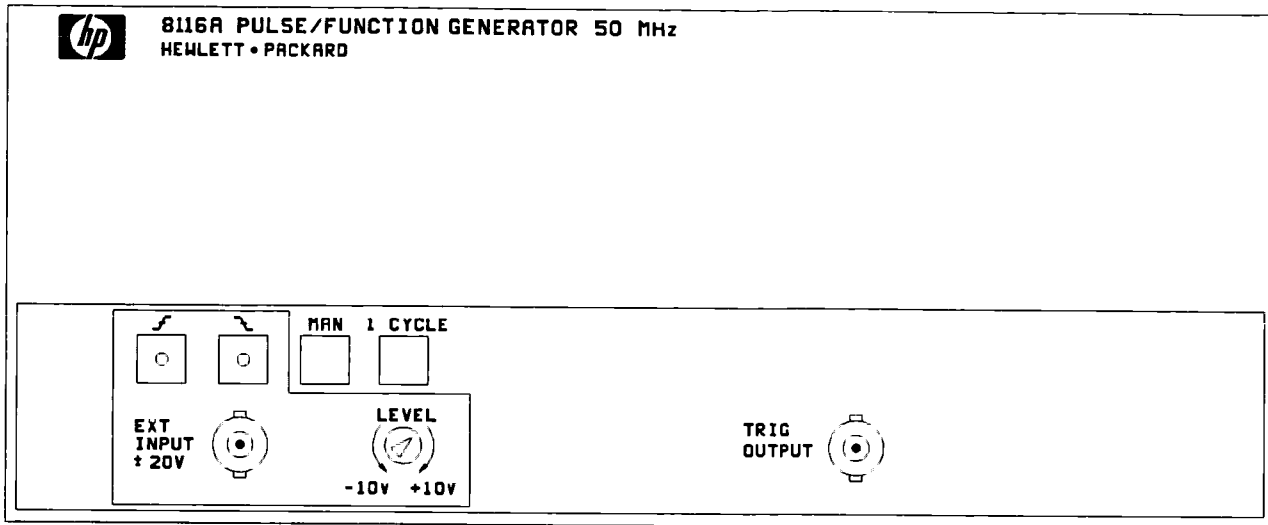 hp
8116A PULSE/FUNCTION GENERATOR 50 MHz
HEWLETT • PACKARD
MAN
1 CYCLE
EXT
INPUT
± 20V
LEVEL
-10V +10V
TRIG
OUTPUT